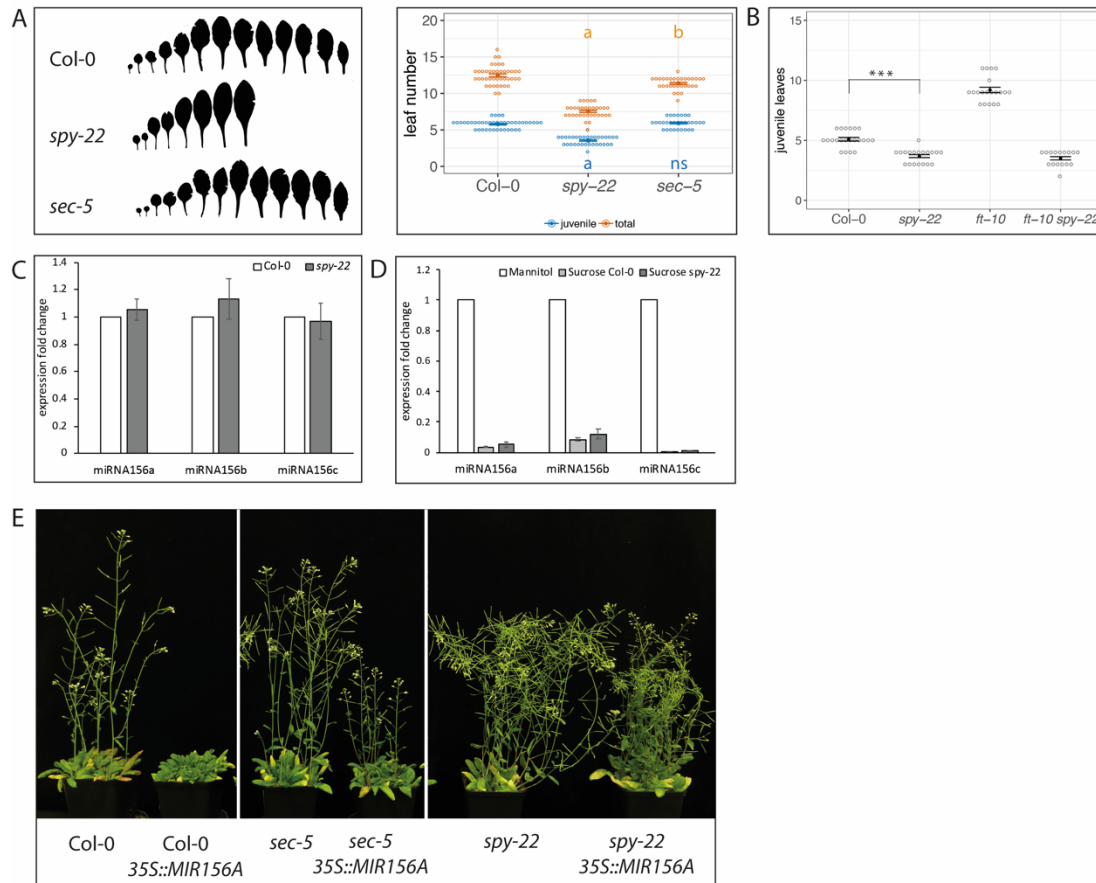 A
Col-0
spy-22
sec-5
leaf number
20
15
10
5
0
a
b
a
ns
Col-0
spy-22
sec-5
juvenile
total
B
juvenile leaves
15
10
5
0
***
Col-0
spy-22
ft-10
ft-10 spy-22
C
expression fold change
1.4
1.2
1
0.8
0.6
0.4
0.2
0
Col-0
spy-22
miRNA156a
miRNA156b
miRNA156c
D
expression fold change
1.2
1
0.8
0.6
0.4
0.2
0
Mannitol
Sucrose Col-0
Sucrose spy-22
miRNA156a
miRNA156b
miRNA156c
E
Col-0
Col-0
35S::MIR156A
sec-5
sec-5
35S::MIR156A
spy-22
spy-22
35S::MIR156A